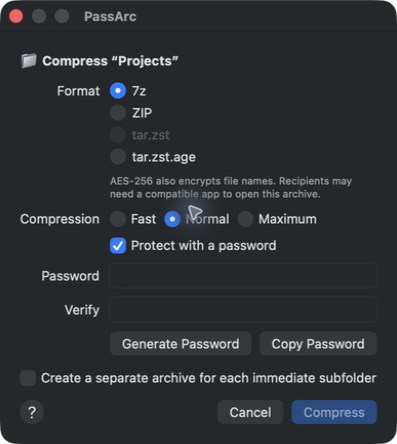 PassArc
Compress “Projects”
Format
7z
ZIP
tar.zst
tar.zst.age
AES-256 also encrypts file names. Recipients may
need a compatible app to open this archive.
Compression
Fast
Normal
Maximum
Protect with a password
Password
Verify
Generate Password
Copy Password
Create a separate archive for each immediate subfolder
?
Cancel
Compress